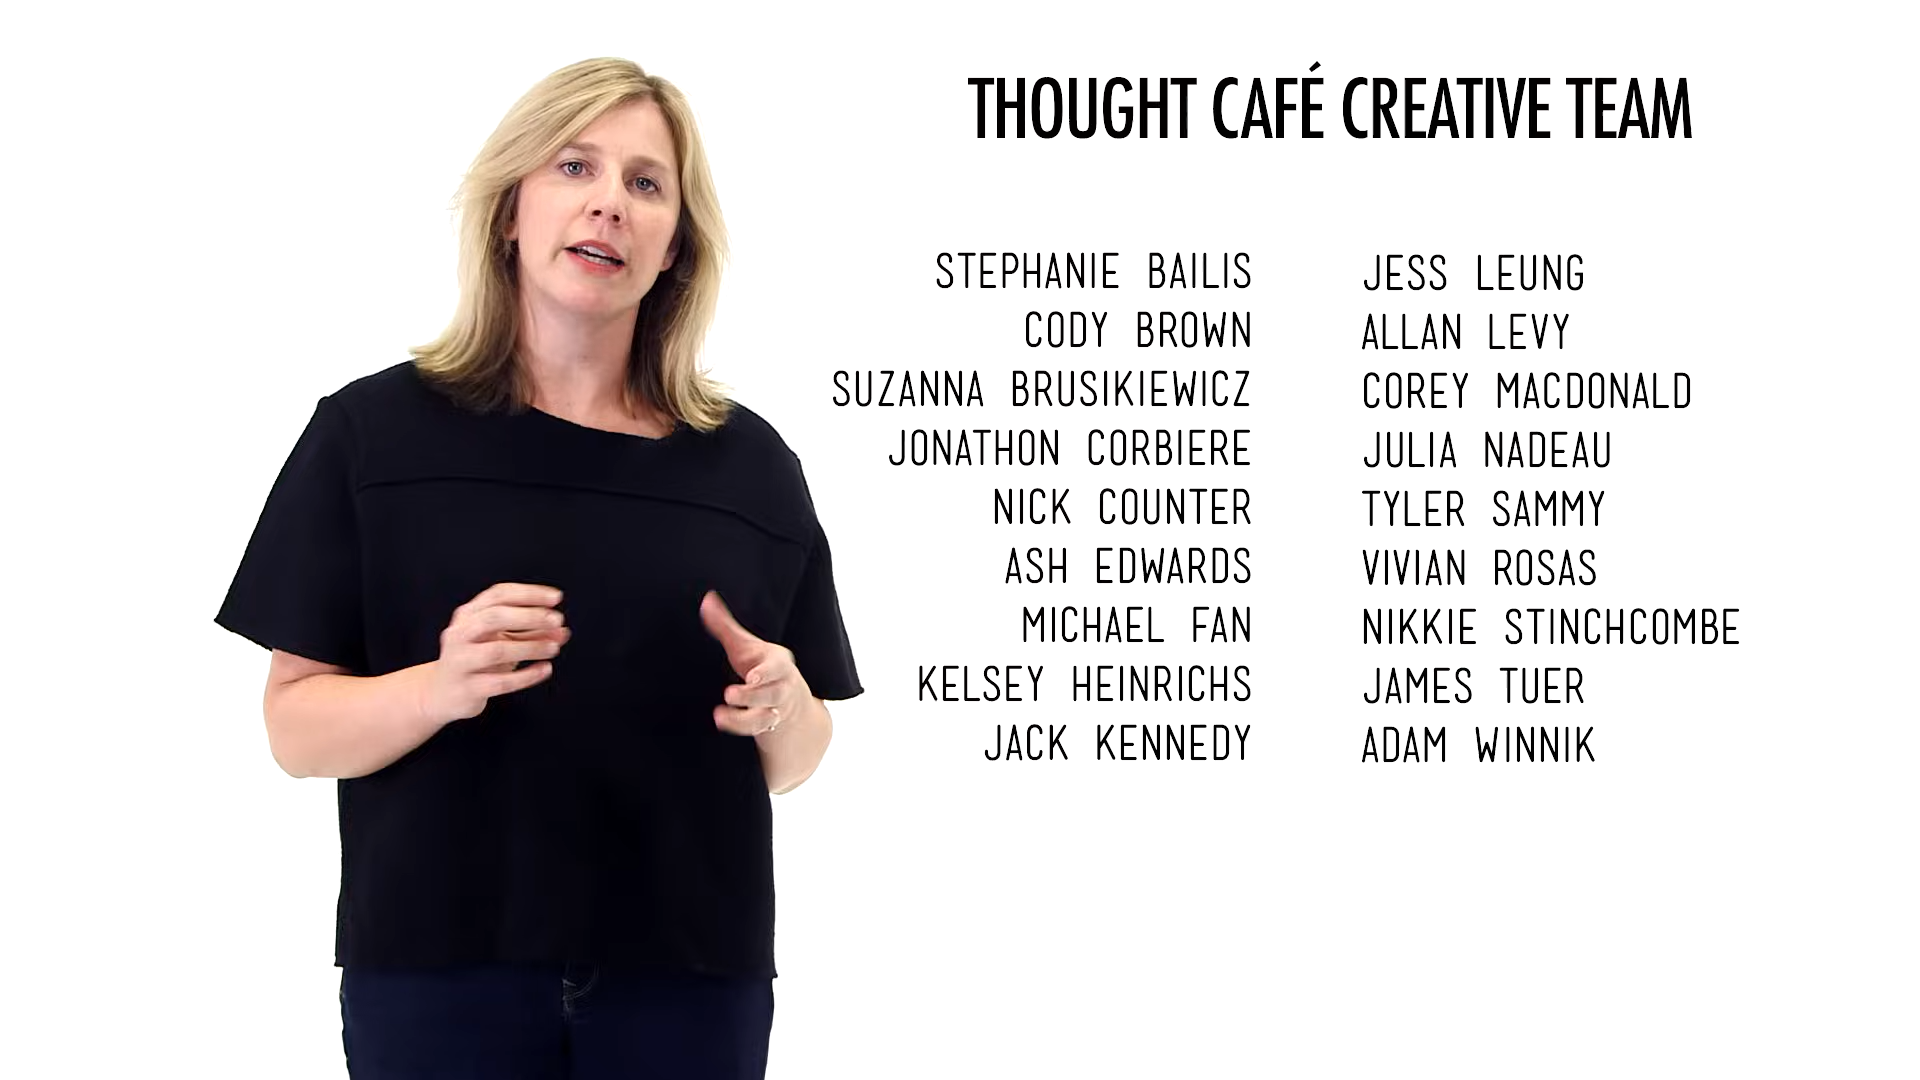 THOUGHT CAFÉ CREATIVE TEAM
STEPHANIE BAILIS
CODY BROWN
SUZANNA BRUSIKIEWICZ
JONATHON CORBIERE
NICK COUNTER
ASH EDWARDS
MICHAEL FAN
KELSEY HEINRICHS
JACK KENNEDY
JESS LEUNG
ALLAN LEVY
COREY MACDONALD
JULIA NADEAU
TYLER SAMMY
VIVIAN ROSAS
NIKKIE STINCHCOMBE
JAMES TUER
ADAM WINNIK